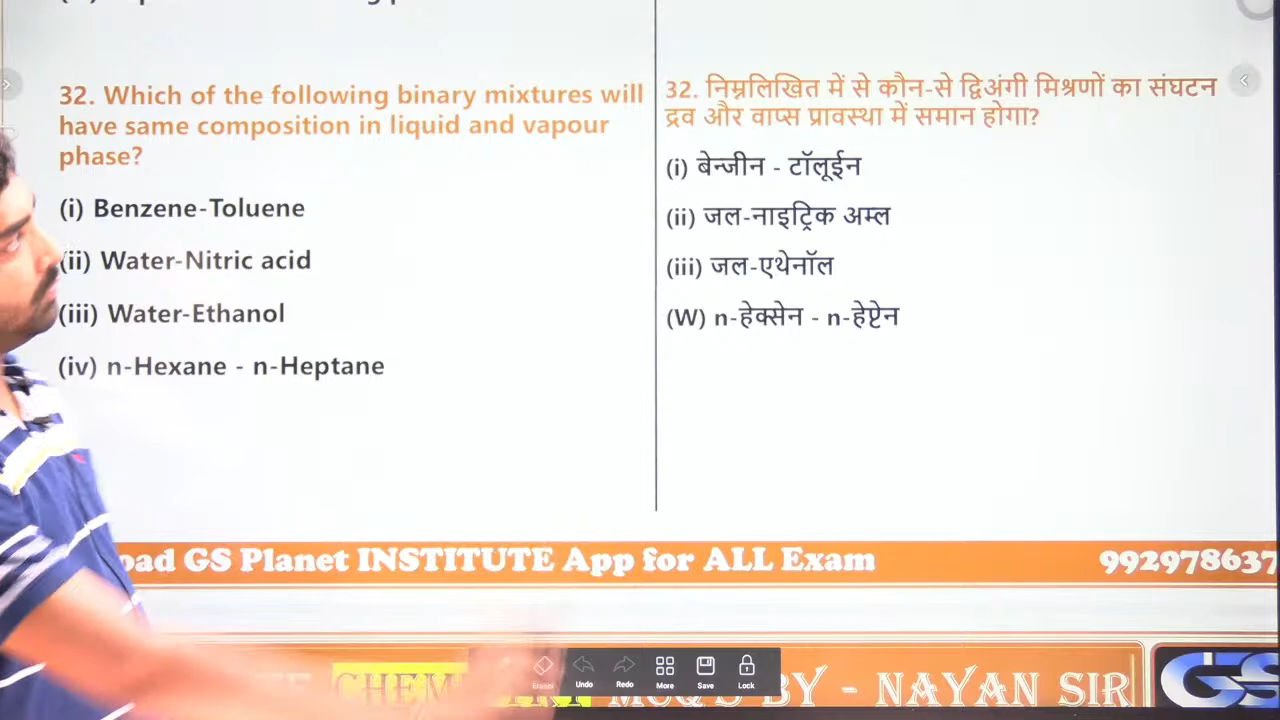 32. Which of the following binary mixtures will
have same composition in liquid and vapour
phase?
(i) Benzene-Toluene
(ii) Water-Nitric acid
(iii) Water-Ethanol
(iv) n-Hexane - n-Heptane
32. निम्नलिखित में से कौन-से द्विअंगी मिश्रणों का संघटन
द्रव और वाप्स प्रावस्था में समान होगा?
(i) बेन्जीन - टॉलूईन
(ii) जल-नाइट्रिक अम्ल
(iii) जल-एथेनॉल
(W) n-हेक्सेन - n-हेप्टेन
GS Planet INSTITUTE App for ALL Exam
992978637
Eraser Undo Redo More Save Lock
BY - NAYAN SIR
GS